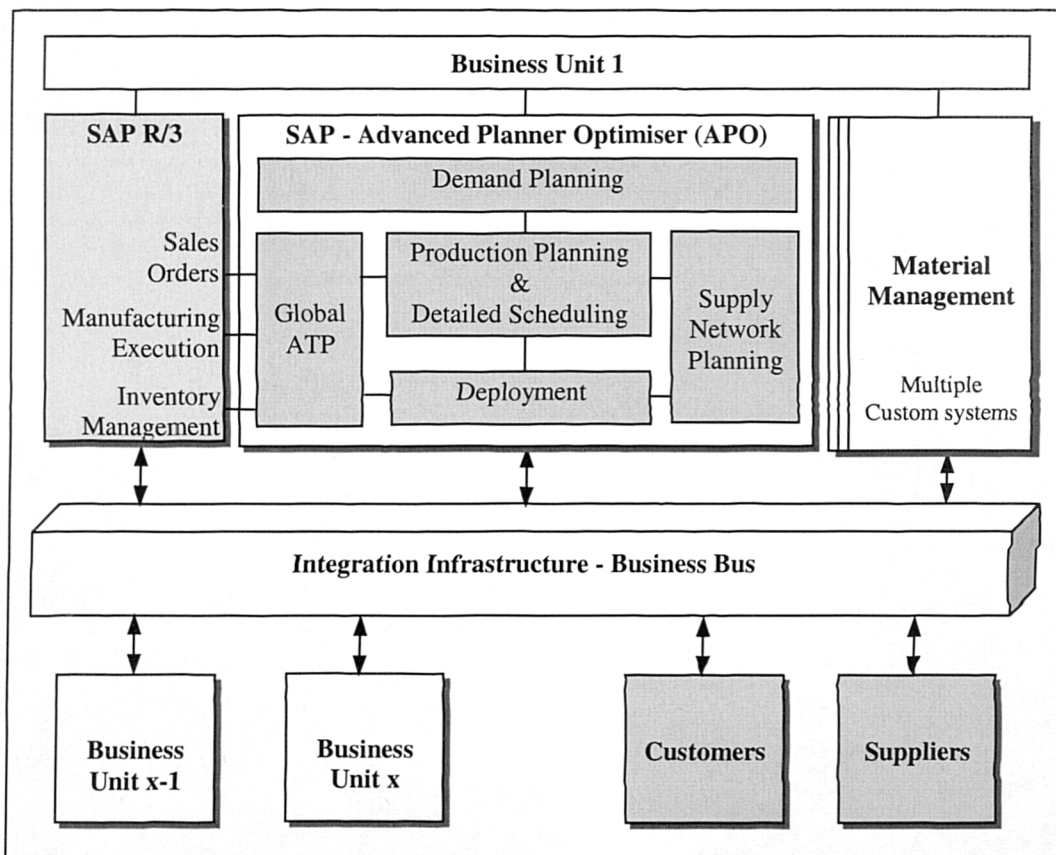 Business Unit 1
SAP R/3
Sales
Orders
Manufacturing
Execution
Inventory
Management
SAP - Advanced Planner Optimiser (APO)
Demand Planning
Global
ATP
Production Planning
&
Detailed Scheduling
Deployment
Supply
Network
Planning
Material
Management
Multiple
Custom systems
Integration Infrastructure - Business Bus
Business
Unit x-1
Business
Unit x
Customers
Suppliers